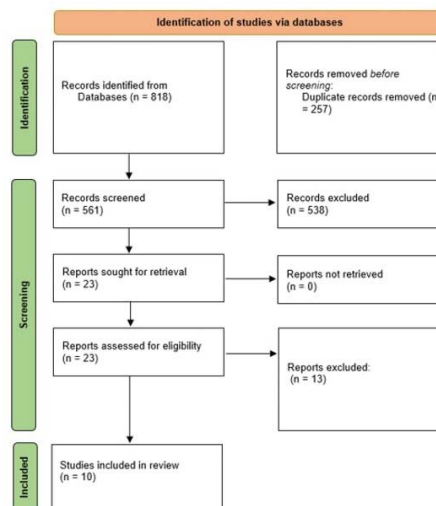 Identification of studies via databases
Identification
Records identified from
Databases (n = 818)
Records removed before
screening:
Duplicate records removed (n
= 257)
Screening
Records screened
(n = 561)
Records excluded
(n = 538)
Reports sought for retrieval
(n = 23)
Reports not retrieved
(n = 0)
Reports assessed for eligibility
(n = 23)
Reports excluded:
(n = 13)
Included
Studies included in review
(n = 10)